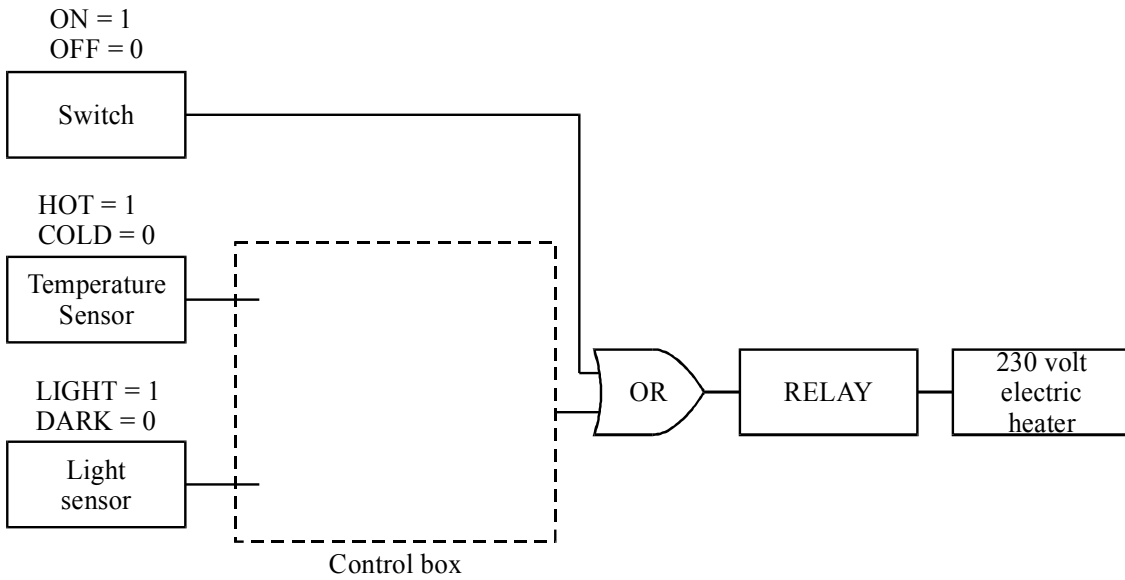 ON = 1
OFF = 0
Switch
HOT = 1
COLD = 0
Temperature
Sensor
LIGHT = 1
DARK = 0
Light
sensor
Control box
OR
RELAY
230 volt
electric
heater